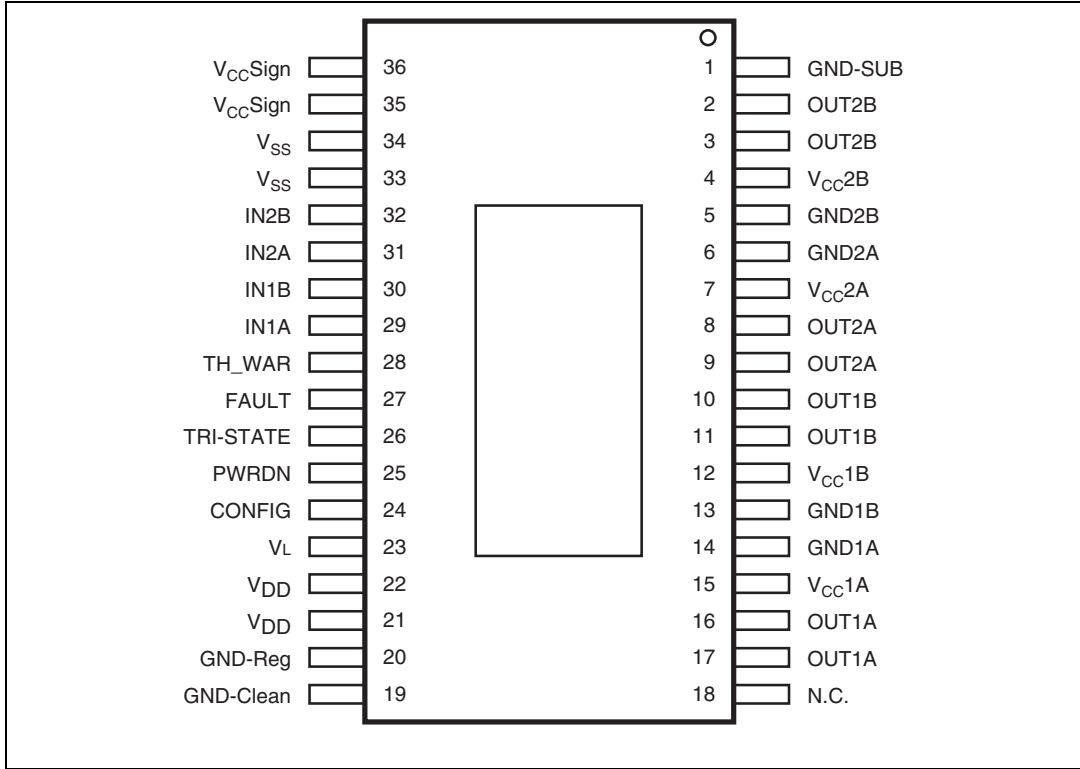 VCCSign 36 1 GND-SUB
VCCSign 35 2 OUT2B
VSS 34 3 OUT2B
VSS 33 4 VCC2B
IN2B 32 5 GND2B
IN2A 31 6 GND2A
IN1B 30 7 VCC2A
IN1A 29 8 OUT2A
TH_WAR 28 9 OUT2A
FAULT 27 10 OUT1B
TRI-STATE 26 11 OUT1B
PWRDN 25 12 VCC1B
CONFIG 24 13 GND1B
VL 23 14 GND1A
VDD 22 15 VCC1A
VDD 21 16 OUT1A
GND-Reg 20 17 OUT1A
GND-Clean 19 18 N.C.